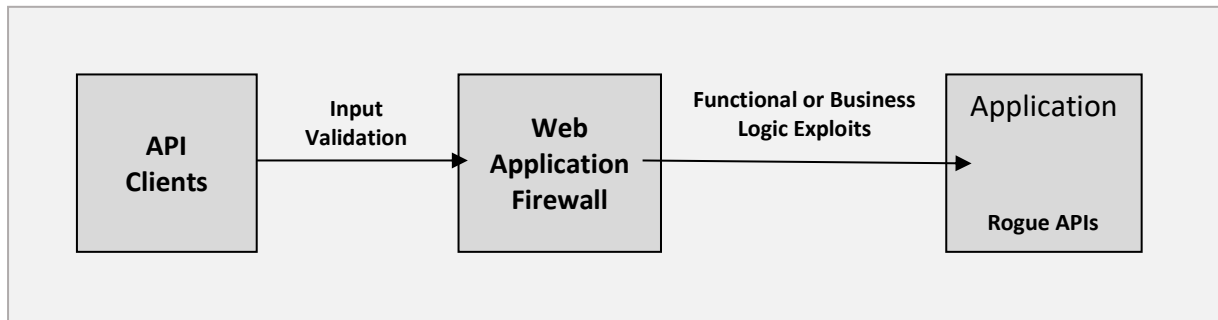 API
Clients
Input
Validation
Web
Application
Firewall
Functional or Business
Logic Exploits
Application
Rogue APIs